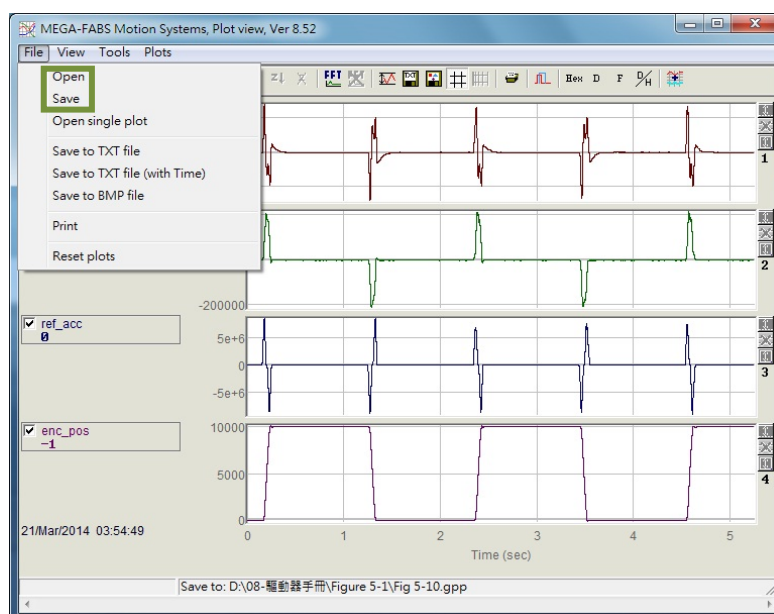 MEGA-FABS Motion Systems, Plot view, Ver 8.52
File View Tools Plots
Open
Save
Open single plot
Save to TXT file
Save to TXT file (with Time)
Save to BMP file
Print
Reset plots
FFT
Hex D F D/H
1
2
-200000
ref_acc
0
5e+6
0
-5e+6
3
enc_pos
-1
10000
5000
0
4
21/Mar/2014 03:54:49
0 1 2 3 4 5
Time (sec)
Save to: D:\08-驅動器手冊\Figure 5-1\Fig 5-10.gpp